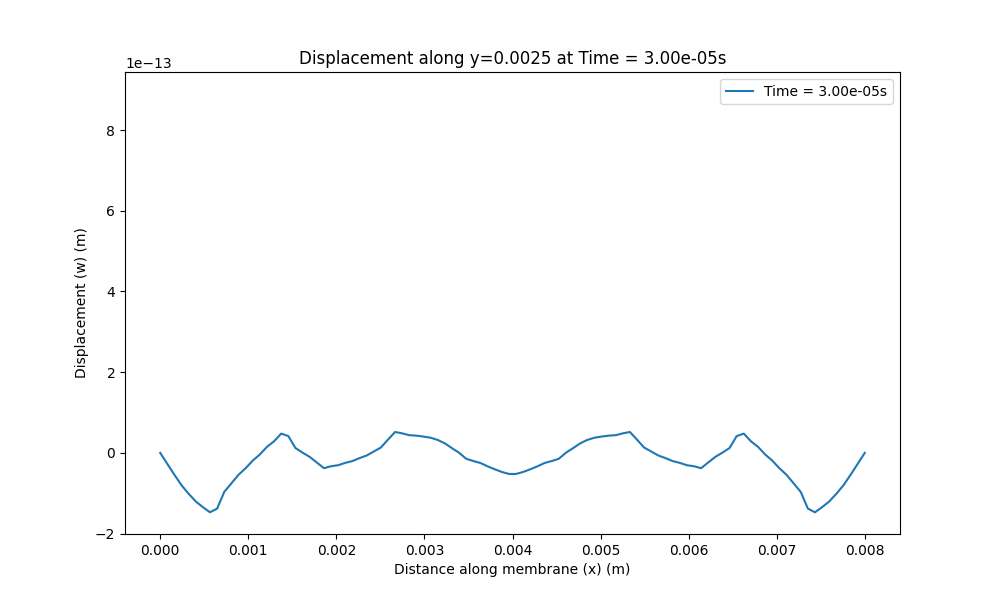 Displacement along y=0.0025 at Time = 3.00e-05s
1e−13
Time = 3.00e-05s
8
6
4
2
0
−2
Displacement (w) (m)
0.000 0.001 0.002 0.003 0.004 0.005 0.006 0.007 0.008
Distance along membrane (x) (m)